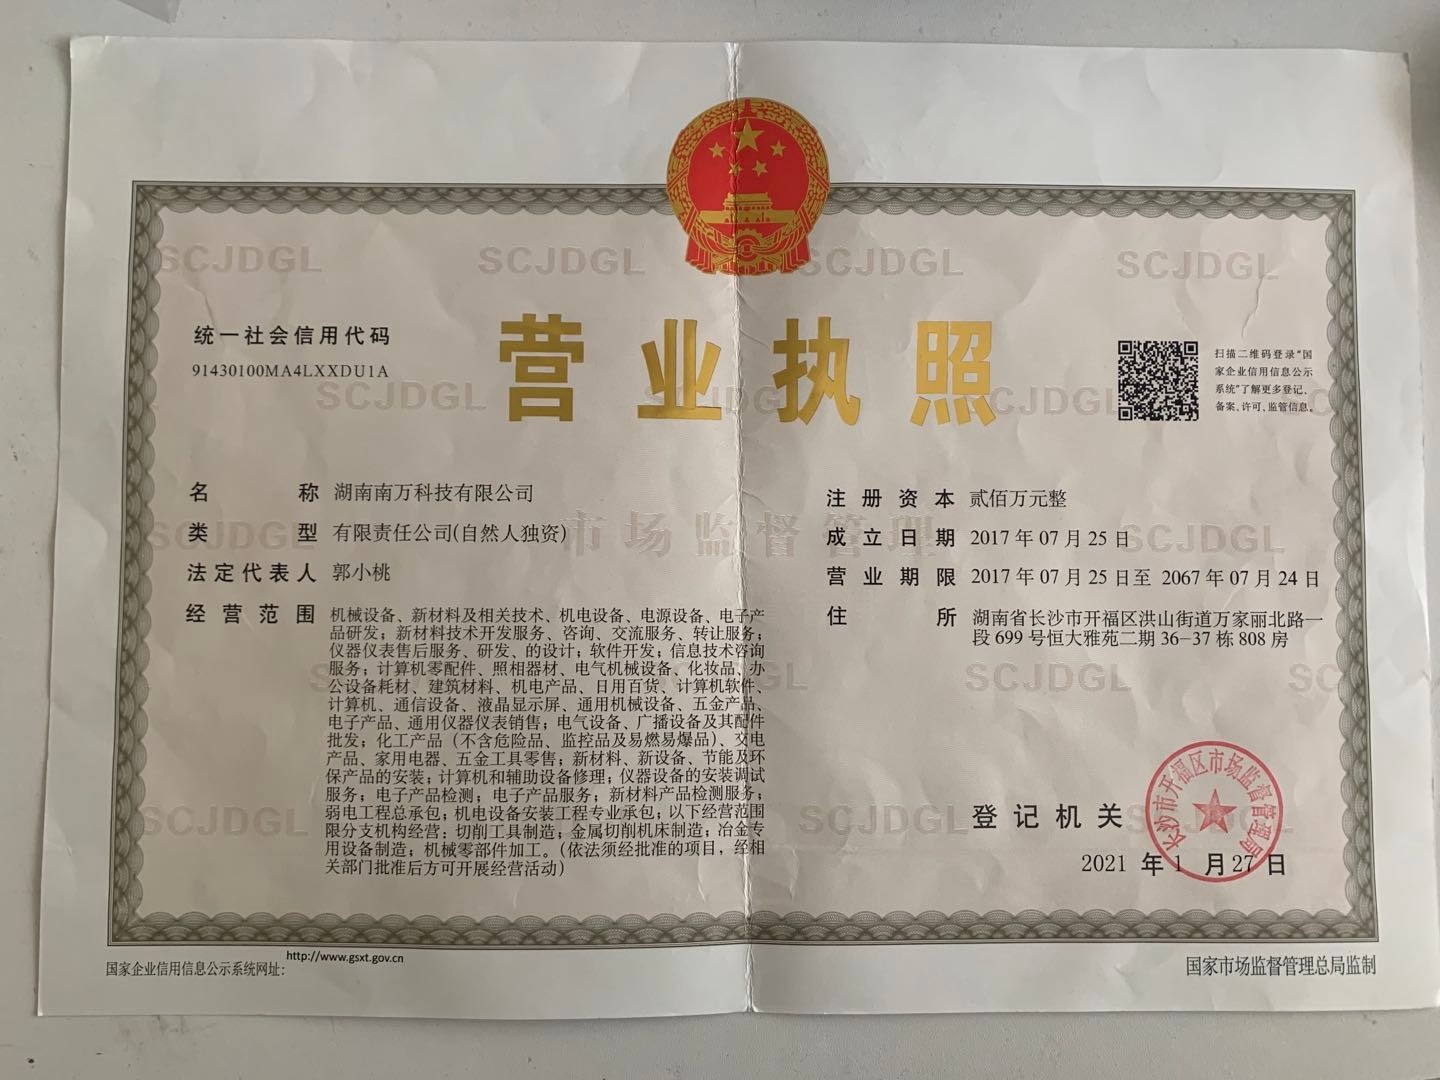 统一社会信用代码
91430100MA4LXXDU1A
营业执照
扫描二维码登录"国
家企业信用信息公示
系统"了解更多登记、
备案、许可、监管信息。
名称 湖南南万科技有限公司
类型 有限责任公司(自然人独资)
法定代表人 郭小桃
经营范围 机械设备、新材料及相关技术、机电设备、电源设备、电子产
品研发；新材料技术开发服务、咨询、交流服务、转让服务；
仪器仪表售后服务、研发、的设计；软件开发；信息技术咨询
服务；计算机零配件、照相器材、电气机械设备、化妆品、办
公设备耗材、建筑材料、机电产品、日用百货、计算机软件、
计算机、通信设备、液晶显示屏、通用机械设备、五金产品、
电子产品、通用仪器仪表销售；电气设备、广播设备及其配件
批发；化工产品（不含危险品、监控品及易燃易爆品）、交电
产品、家用电器、五金工具零售；新材料、新设备、节能及环
保产品的安装；计算机和辅助设备修理；仪器设备的安装调试
服务；电子产品检测；电子产品服务；新材料产品检测服务；
弱电工程总承包；机电设备安装工程专业承包；以下经营范围
限分支机构经营：切削工具制造；金属切削机床制造；冶金专
用设备制造；机械零部件加工。（依法须经批准的项目，经相
关部门批准后方可开展经营活动）
注册资本 贰佰万元整
成立日期 2017年07月25日
营业期限 2017年07月25日至 2067年07月24日
住所 湖南省长沙市开福区洪山街道万家丽北路一
段699号恒大雅苑二期36-37栋808房
登记机关
长沙市开福区市场监督管理局
2021 年 1 月 27 日
国家企业信用信息公示系统网址： http://www.gsxt.gov.cn
国家市场监督管理总局监制
SCJDGL SCJDGL SCJDGL SCJDGL
SCJDGL SCJDGL SCJDGL
SCJDGL 市场监督管理 SCJDGL
SCJDGL
SCJDGL SCJDGL